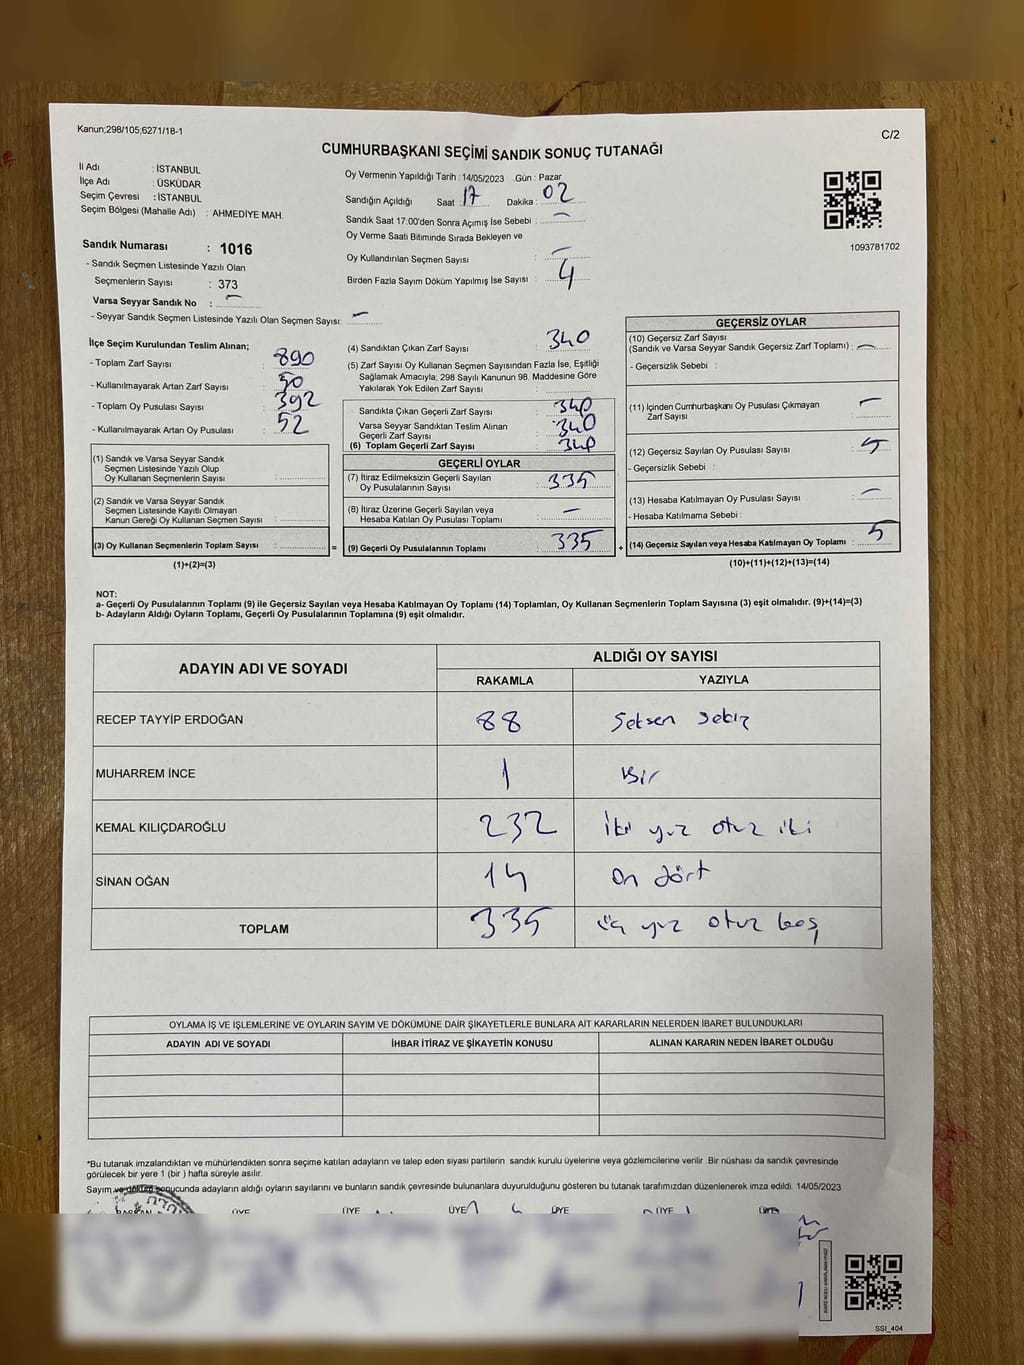 Kanun;298/105;6271/18-1
C/2
CUMHURBAŞKANI SEÇİMİ SANDIK SONUÇ TUTANAĞI
İl Adı : İSTANBUL
İlçe Adı : ÜSKÜDAR
Seçim Çevresi : İSTANBUL
Seçim Bölgesi (Mahalle Adı) : AHMEDİYE MAH.
Oy Vermenin Yapıldığı Tarih : 14/05/2023 .Gün : Pazar
Sandığın Açıldığı Saat : 17 Dakika : 02
Sandık Saat 17:00'den Sonra Açımış İse Sebebi : —
Oy Verme Saati Bitiminde Sırada Bekleyen ve
Oy Kullandırılan Seçmen Sayısı : —
Birden Fazla Sayım Döküm Yapılmış İse Sayısı : 4
1093781702
Sandık Numarası : 1016
- Sandık Seçmen Listesinde Yazılı Olan
Seçmenlerin Sayısı : 373
Varsa Seyyar Sandık No : —
- Seyyar Sandık Seçmen Listesinde Yazılı Olan Seçmen Sayısı: —
İlçe Seçim Kurulundan Teslim Alınan;
- Toplam Zarf Sayısı : 890
- Kullanılmayarak Artan Zarf Sayısı : 50
- Toplam Oy Pusulası Sayısı : 392
- Kullanılmayarak Artan Oy Pusulası : 52
(1) Sandık ve Varsa Seyyar Sandık
Seçmen Listesinde Yazılı Olup
Oy Kullanan Seçmenlerin Sayısı :
(2) Sandık ve Varsa Seyyar Sandık
Seçmen Listesinde Kayıtlı Olmayan
Kanun Gereği Oy Kullanan Seçmen Sayısı :
(3) Oy Kullanan Seçmenlerin Toplam Sayısı : =
(1)+(2)=(3)
(4) Sandıktan Çıkan Zarf Sayısı : 340
(5) Zarf Sayısı Oy Kullanan Seçmen Sayısından Fazla İse, Eşitliği
Sağlamak Amacıyla; 298 Sayılı Kanunun 98. Maddesine Göre
Yakılarak Yok Edilen Zarf Sayısı :
Sandıkta Çıkan Geçerli Zarf Sayısı : 340
Varsa Seyyar Sandıktan Teslim Alınan
Geçerli Zarf Sayısı : 340
(6) Toplam Geçerli Zarf Sayısı : 340
GEÇERLİ OYLAR
(7) İtiraz Edilmeksizin Geçerli Sayılan
Oy Pusulalarının Sayısı : 335
(8) İtiraz Üzerine Geçerli Sayılan veya
Hesaba Katılan Oy Pusulası Toplamı : —
(9) Geçerli Oy Pusulalarının Toplamı : 335 +
GEÇERSİZ OYLAR
(10) Geçersiz Zarf Sayısı
(Sandık ve Varsa Seyyar Sandık Geçersiz Zarf Toplamı) : —
- Geçersizlik Sebebi :
(11) İçinden Cumhurbaşkanı Oy Pusulası Çıkmayan
Zarf Sayısı : —
(12) Geçersiz Sayılan Oy Pusulası Sayısı : 5
- Geçersizlik Sebebi :
(13) Hesaba Katılmayan Oy Pusulası Sayısı : —
- Hesaba Katılmama Sebebi :
(14) Geçersiz Sayılan veya Hesaba Katılmayan Oy Toplamı : 5
(10)+(11)+(12)+(13)=(14)
NOT:
a- Geçerli Oy Pusulalarının Toplamı (9) ile Geçersiz Sayılan veya Hesaba Katılmayan Oy Toplamı (14) Toplamları, Oy Kullanan Seçmenlerin Toplam Sayısına (3) eşit olmalıdır. (9)+(14)=(3)
b- Adayların Aldığı Oyların Toplamı, Geçerli Oy Pusulalarının Toplamına (9) eşit olmalıdır.
ADAYIN ADI VE SOYADI ALDIĞI OY SAYISI
RAKAMLA YAZIYLA
RECEP TAYYİP ERDOĞAN 88 Seksen sekiz
MUHARREM İNCE 1 Bir
KEMAL KILIÇDAROĞLU 232 İki yüz otuz iki
SİNAN OĞAN 14 on dört
TOPLAM 335 üç yüz otuz beş
OYLAMA İŞ VE İŞLEMLERİNE VE OYLARIN SAYIM VE DÖKÜMÜNE DAİR ŞİKAYETLERLE BUNLARA AİT KARARLARIN NELERDEN İBARET BULUNDUKLARI
ADAYIN ADI VE SOYADI İHBAR İTİRAZ VE ŞİKAYETİN KONUSU ALINAN KARARIN NEDEN İBARET OLDUĞU
*Bu tutanak imzalandıktan ve mühürlendikten sonra seçime katılan adayların ve talep eden siyasi partilerin sandık kurulu üyelerine veya gözlemcilerine verilir .Bir nüshası da sandık çevresinde
görülecek bir yere 1 (bir ) hafta süreyle asılır.
Sayım ve döküm sonucunda adayların aldığı oyların sayılarını ve bunların sandık çevresinde bulunanlara duyurulduğunu gösteren bu tutanak tarafımızdan düzenlenerek imza edildi. 14/05/2023
BAŞKAN ÜYE ÜYE ÜYE ÜYE ÜYE ÜYE
SSI_404